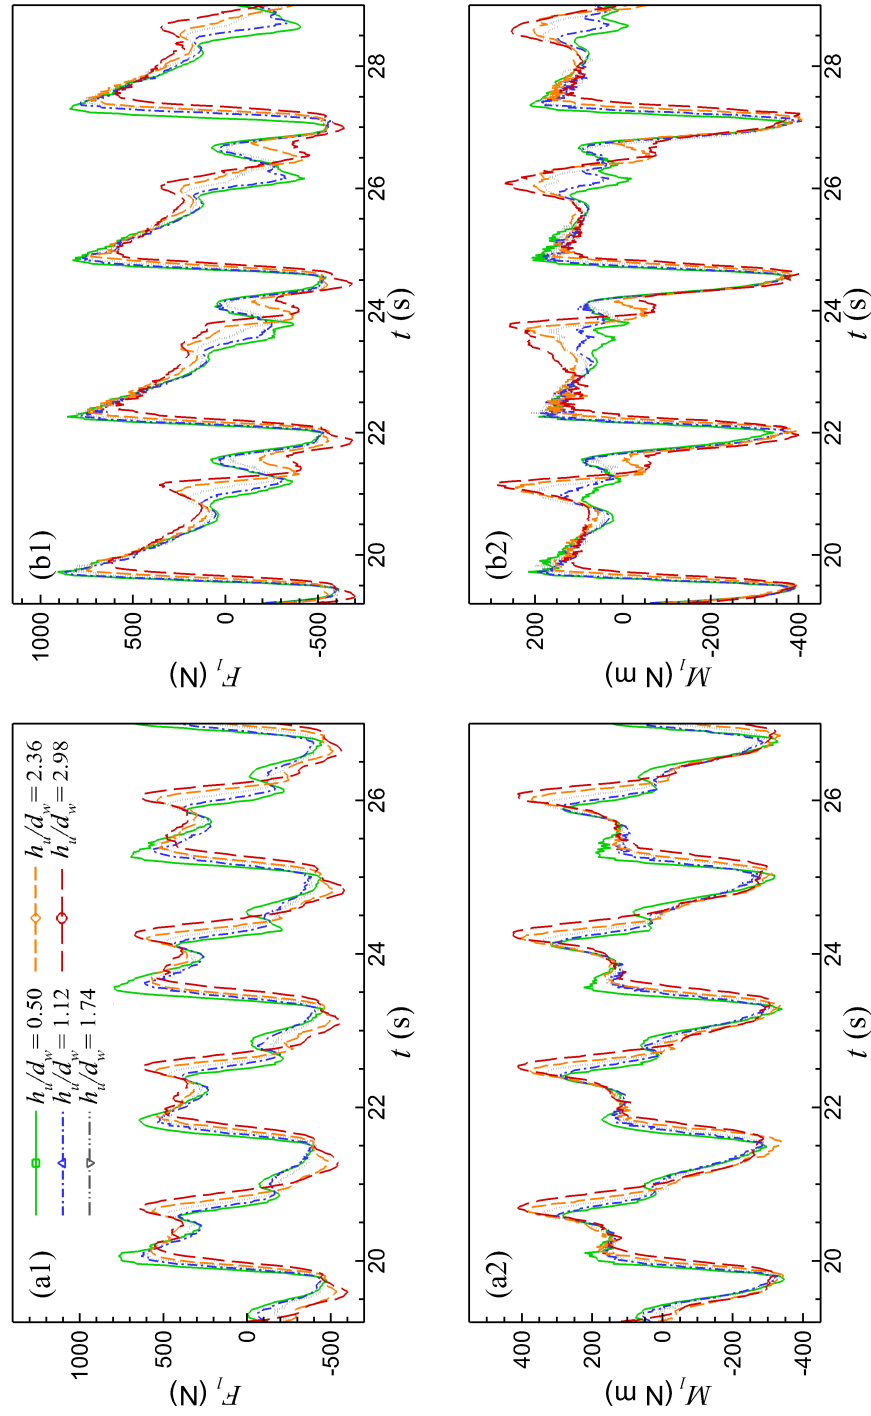 (a1)
h_u/d_w = 0.50
h_u/d_w = 1.12
h_u/d_w = 1.74
h_u/d_w = 2.36
h_u/d_w = 2.98
F_1 (N)
500
0
-500
20
22
24
26
t (s)
(b1)
F_1 (N)
1000
500
0
-500
20
22
24
26
28
t (s)
(a2)
M_1 (N m)
400
200
0
-200
-400
20
22
24
26
t (s)
(b2)
M_1 (N m)
200
0
-200
-400
20
22
24
26
28
t (s)